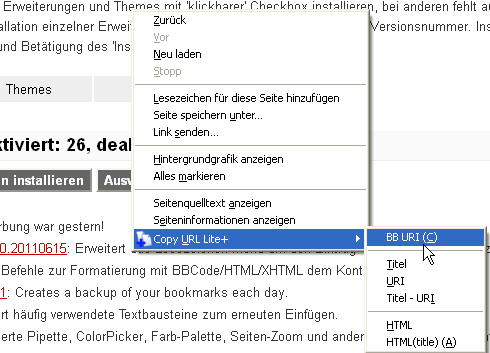 Erweiterungen und Themes mit 'klickbarer' Checkbox installieren, bei anderen fehlt a
allation einzelner Erweit
Versionsnummer. Ins
und Betätigung des 'Ins
Themes
ktiviert: 26, deal
n installieren
Ausw
bung war gestern!
0.20110615: Erweitert
Befehle zur Formatierung mit BBCode/HTML/XHTML dem Kont
1: Creates a backup of your bookmarks each day.
rt häufig verwendete Textbausteine zum erneuten Einfügen.
erte Pipette, ColorPicker, Farb-Palette, Seiten-Zoom und ander
Zurück
Vor
Neu laden
Stopp
Lesezeichen für diese Seite hinzufügen
Seite speichern unter...
Link senden...
Hintergrundgrafik anzeigen
Alles markieren
Seitenquelltext anzeigen
Seiteninformationen anzeigen
Copy URL Lite+
BB URI (C)
Titel
URI
Titel - URI
HTML
HTML(title) (A)